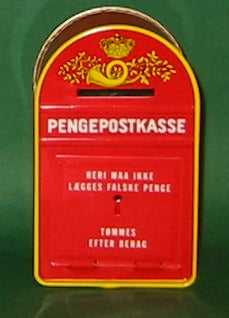 PENGEPOSTKASSE
HERI MAA IKKE
LÆGGES FALSKE PENGE
TØMMES
EFTER BEHAG